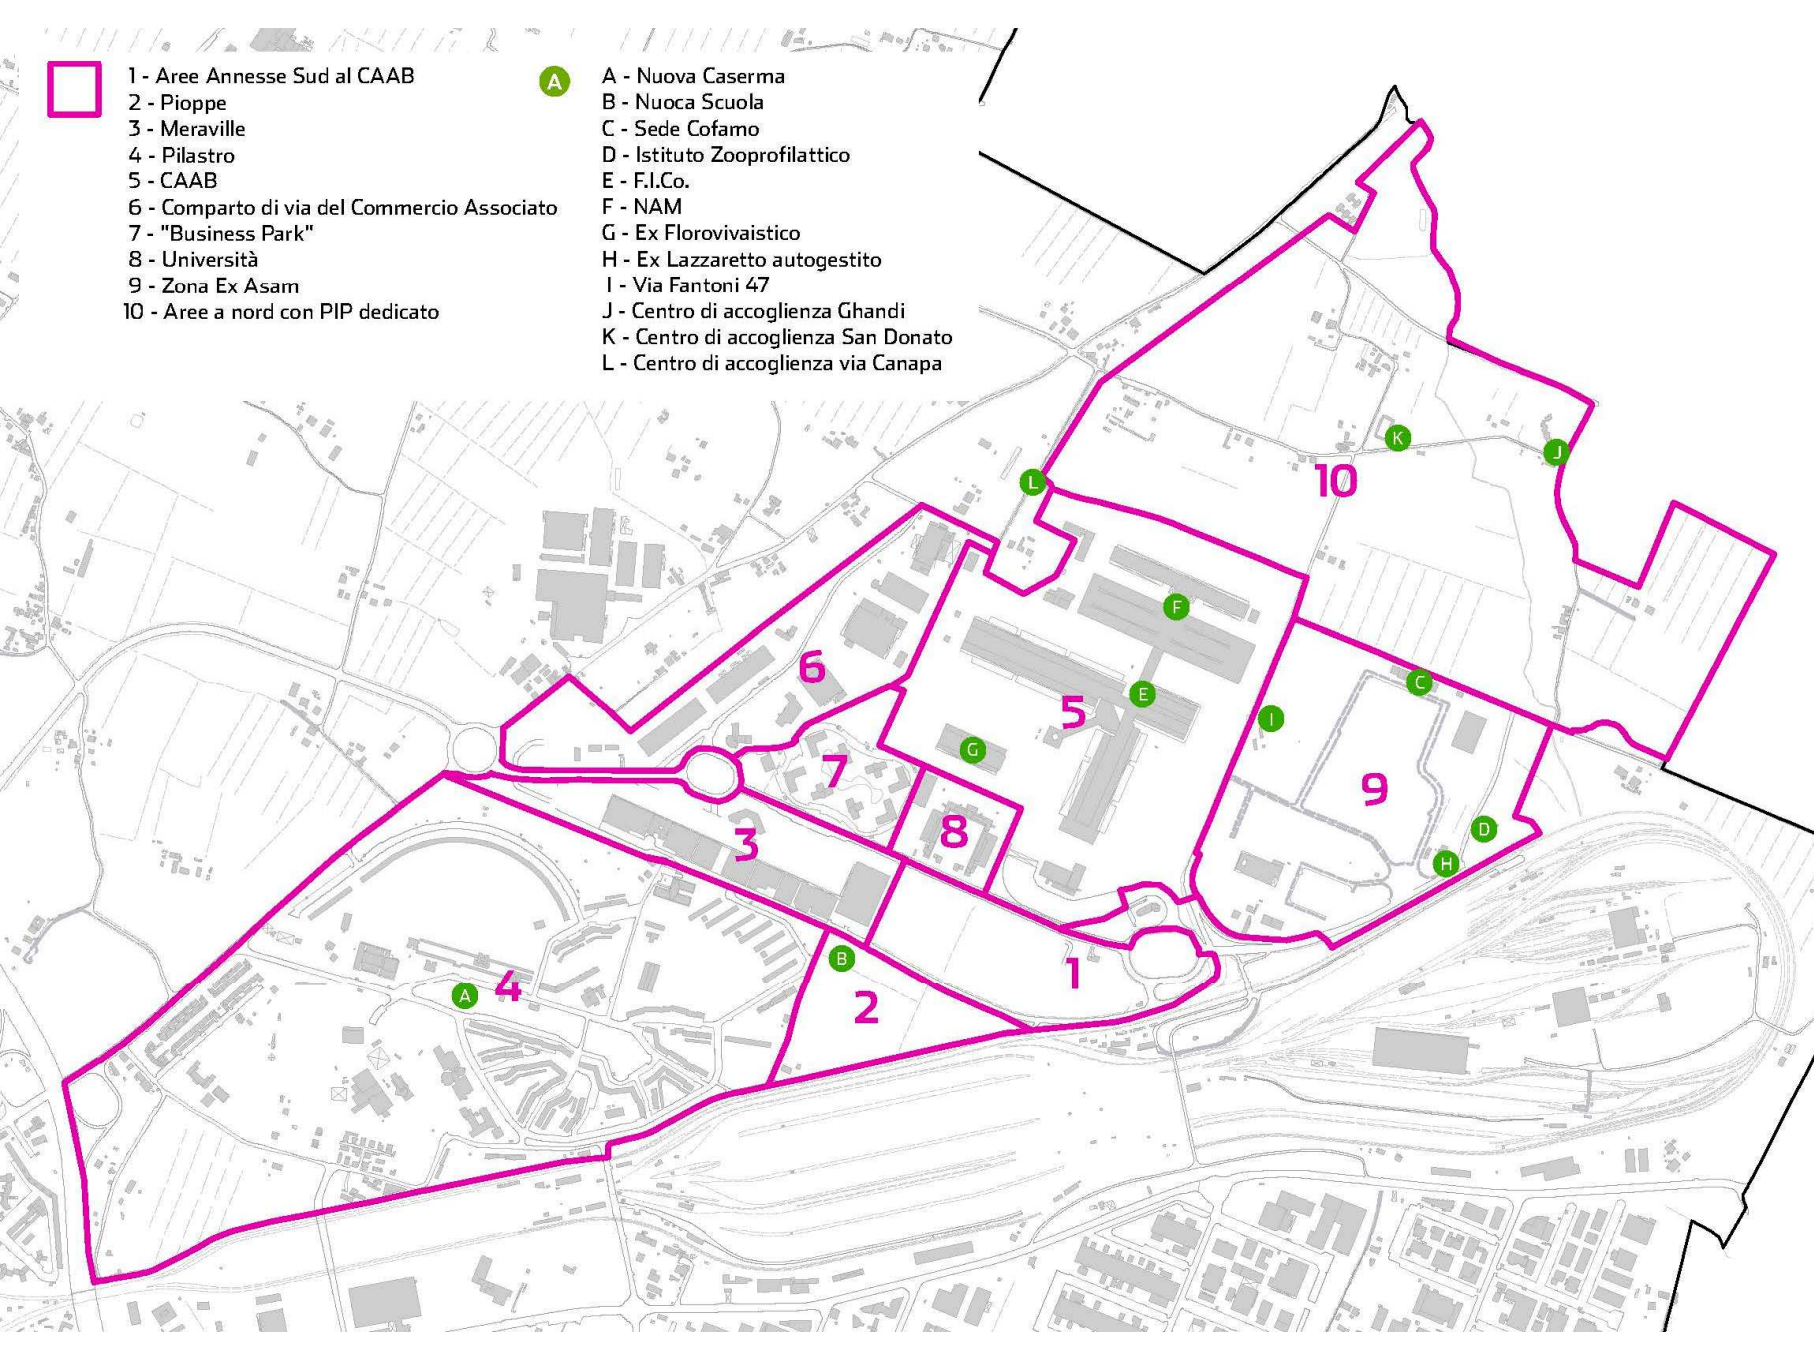 1 - Aree Annesse Sud al CAAB
2 - Pioppe
3 - Meraville
4 - Pilastro
5 - CAAB
6 - Comparto di via del Commercio Associato
7 - "Business Park"
8 - Università
9 - Zona Ex Asam
10 - Aree a nord con PIP dedicato
A
A - Nuova Caserma
B - Nuoca Scuola
C - Sede Cofamo
D - Istituto Zooprofilattico
E - F.I.Co.
F - NAM
G - Ex Florovivaistico
H - Ex Lazzaretto autogestito
I - Via Fantoni 47
J - Centro di accoglienza Ghandi
K - Centro di accoglienza San Donato
L - Centro di accoglienza via Canapa
K
J
L
10
F
6
C
E
5
I
G
7
9
D
8
3
H
B
1
4
A
2